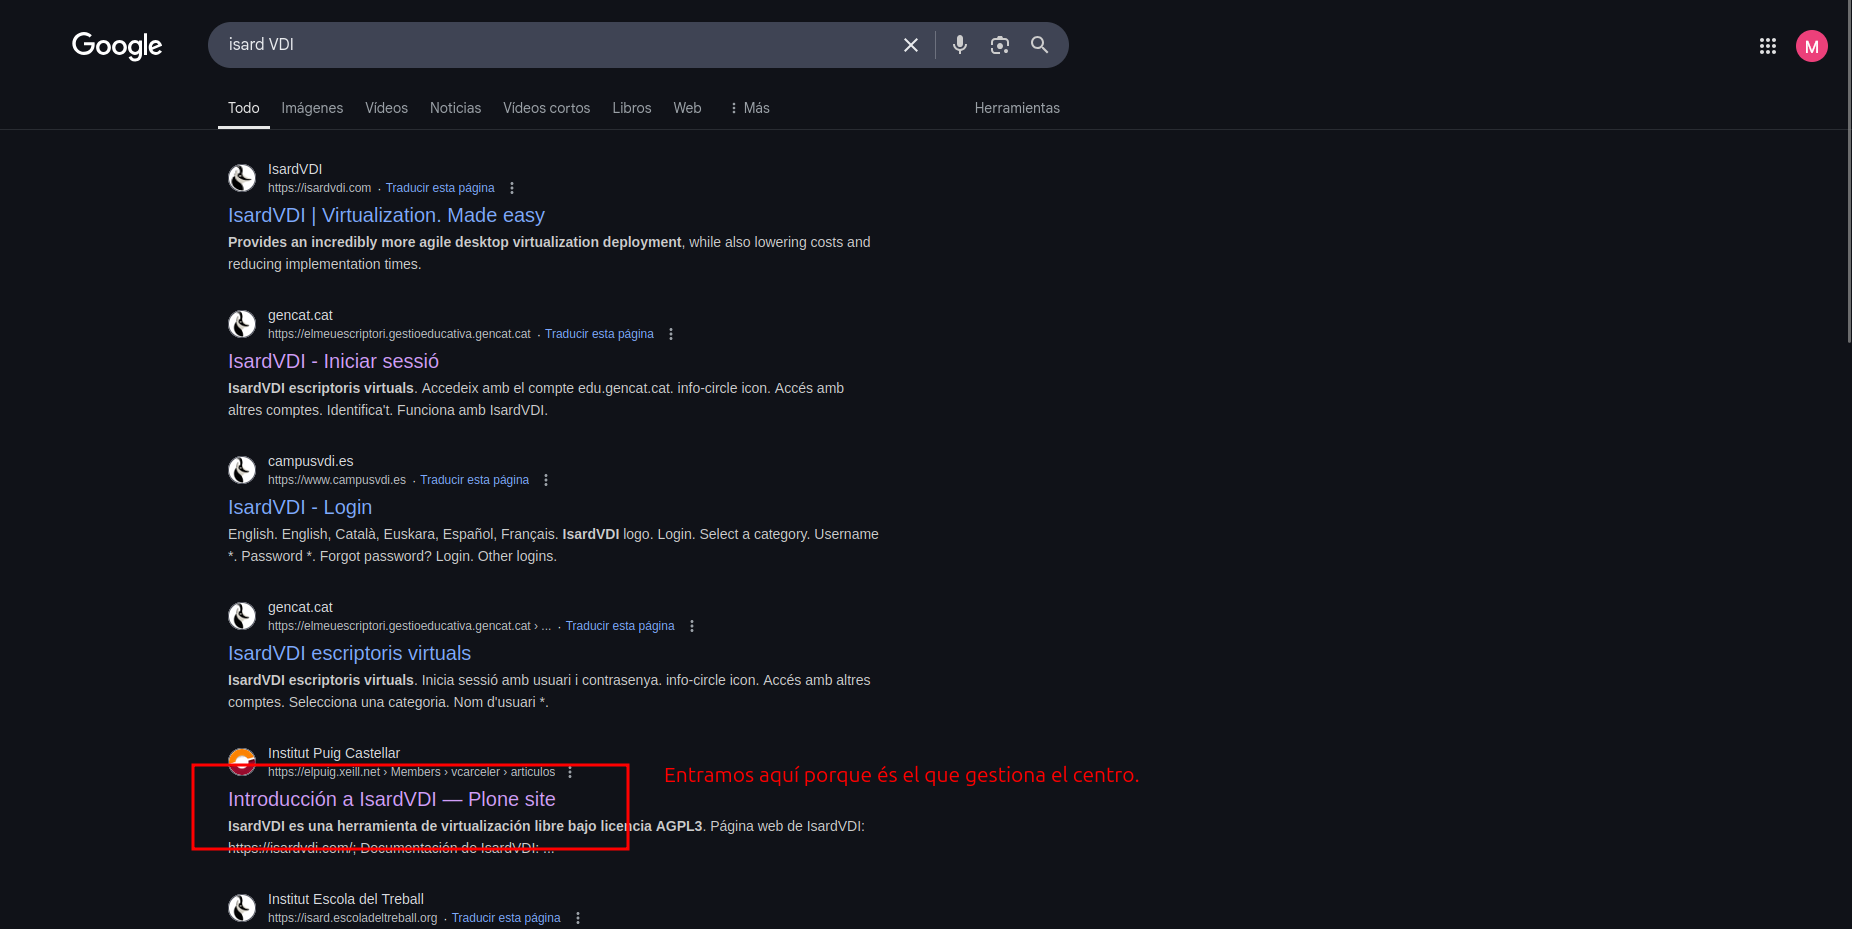 Google
isard VDI
M
Todo Imágenes Vídeos Noticias Vídeos cortos Libros Web Más Herramientas
IsardVDI
https://isardvdi.com · Traducir esta página
IsardVDI | Virtualization. Made easy
Provides an incredibly more agile desktop virtualization deployment, while also lowering costs and
reducing implementation times.
gencat.cat
https://elmeuescriptori.gestioeducativa.gencat.cat · Traducir esta página
IsardVDI - Iniciar sessió
IsardVDI escriptoris virtuals. Accedeix amb el compte edu.gencat.cat. info-circle icon. Accés amb
altres comptes. Identifica't. Funciona amb IsardVDI.
campusvdi.es
https://www.campusvdi.es · Traducir esta página
IsardVDI - Login
English. English, Català, Euskara, Español, Français. IsardVDI logo. Login. Select a category. Username
*. Password *. Forgot password? Login. Other logins.
gencat.cat
https://elmeuescriptori.gestioeducativa.gencat.cat › ... · Traducir esta página
IsardVDI escriptoris virtuals
IsardVDI escriptoris virtuals. Inicia sessió amb usuari i contrasenya. info-circle icon. Accés amb altres
comptes. Selecciona una categoria. Nom d'usuari *.
Institut Puig Castellar
https://elpuig.xeill.net › Members › vcarceler › articulos
Entramos aquí porque és el que gestiona el centro.
Introducción a IsardVDI — Plone site
IsardVDI es una herramienta de virtualización libre bajo licencia AGPL3. Página web de IsardVDI:
https://isardvdi.com/; Documentación de IsardVDI: ...
Institut Escola del Treball
https://isard.escoladeltreball.org · Traducir esta página